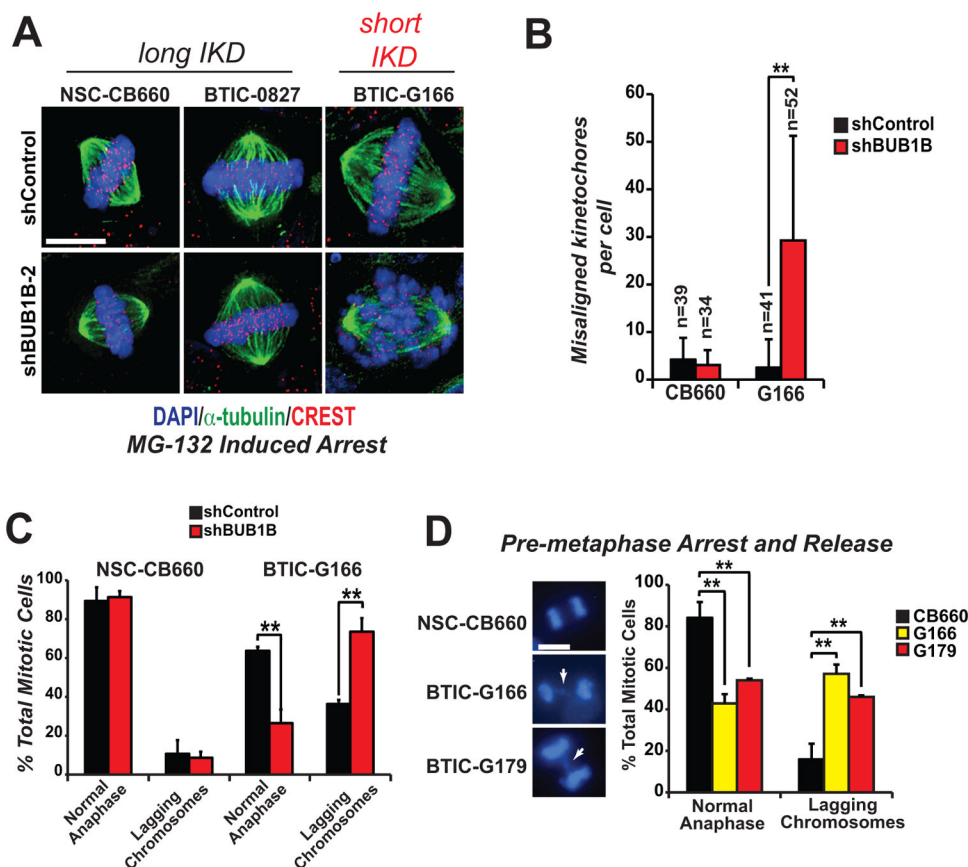 A
long IKD
short
IKD
NSC-CB660
BTIC-0827
BTIC-G166
shControl
shBUB1B-2
DAPI/α-tubulin/CREST
MG-132 Induced Arrest
B
Misaligned kinetochores
per cell
60
50
40
30
20
10
0
n=39
n=34
n=41
n=52
**
CB660
G166
shControl
shBUB1B
C
shControl
shBUB1B
NSC-CB660
BTIC-G166
% Total Mitotic Cells
100
80
60
40
20
0
**
**
Normal
Anaphase
Lagging
Chromosomes
Normal
Anaphase
Lagging
Chromosomes
D
Pre-metaphase Arrest and Release
NSC-CB660
BTIC-G166
BTIC-G179
% Total Mitotic Cells
100
80
60
40
20
0
**
**
**
**
CB660
G166
G179
Normal
Anaphase
Lagging
Chromosomes